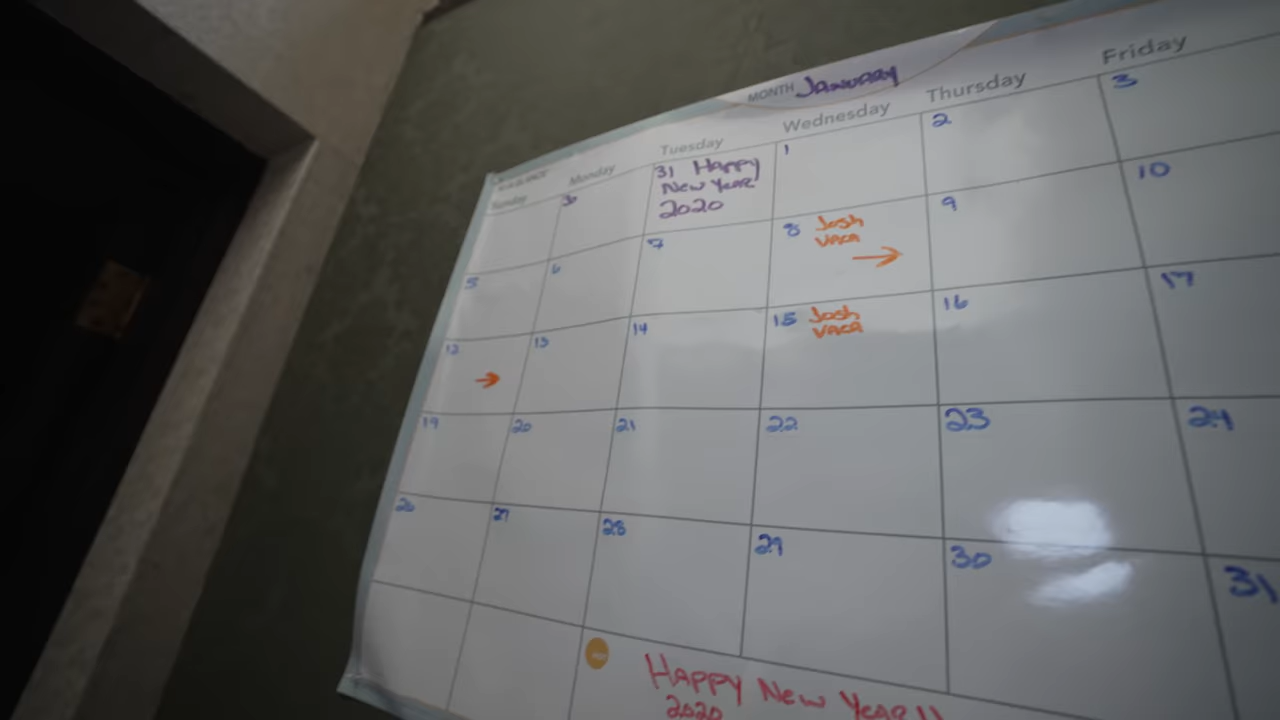 MONTH JANUARY
Monday Tuesday Wednesday Thursday Friday
30 31 Happy 1 2 3
New Year
2020
5 6 7 8 Josh 9 10
VACA
→
12 13 14 15 Josh 16 17
VACA
→
19 20 21 22 23 24
26 27 28 29 30 31
HAPPY NEW YEAR!!
2020